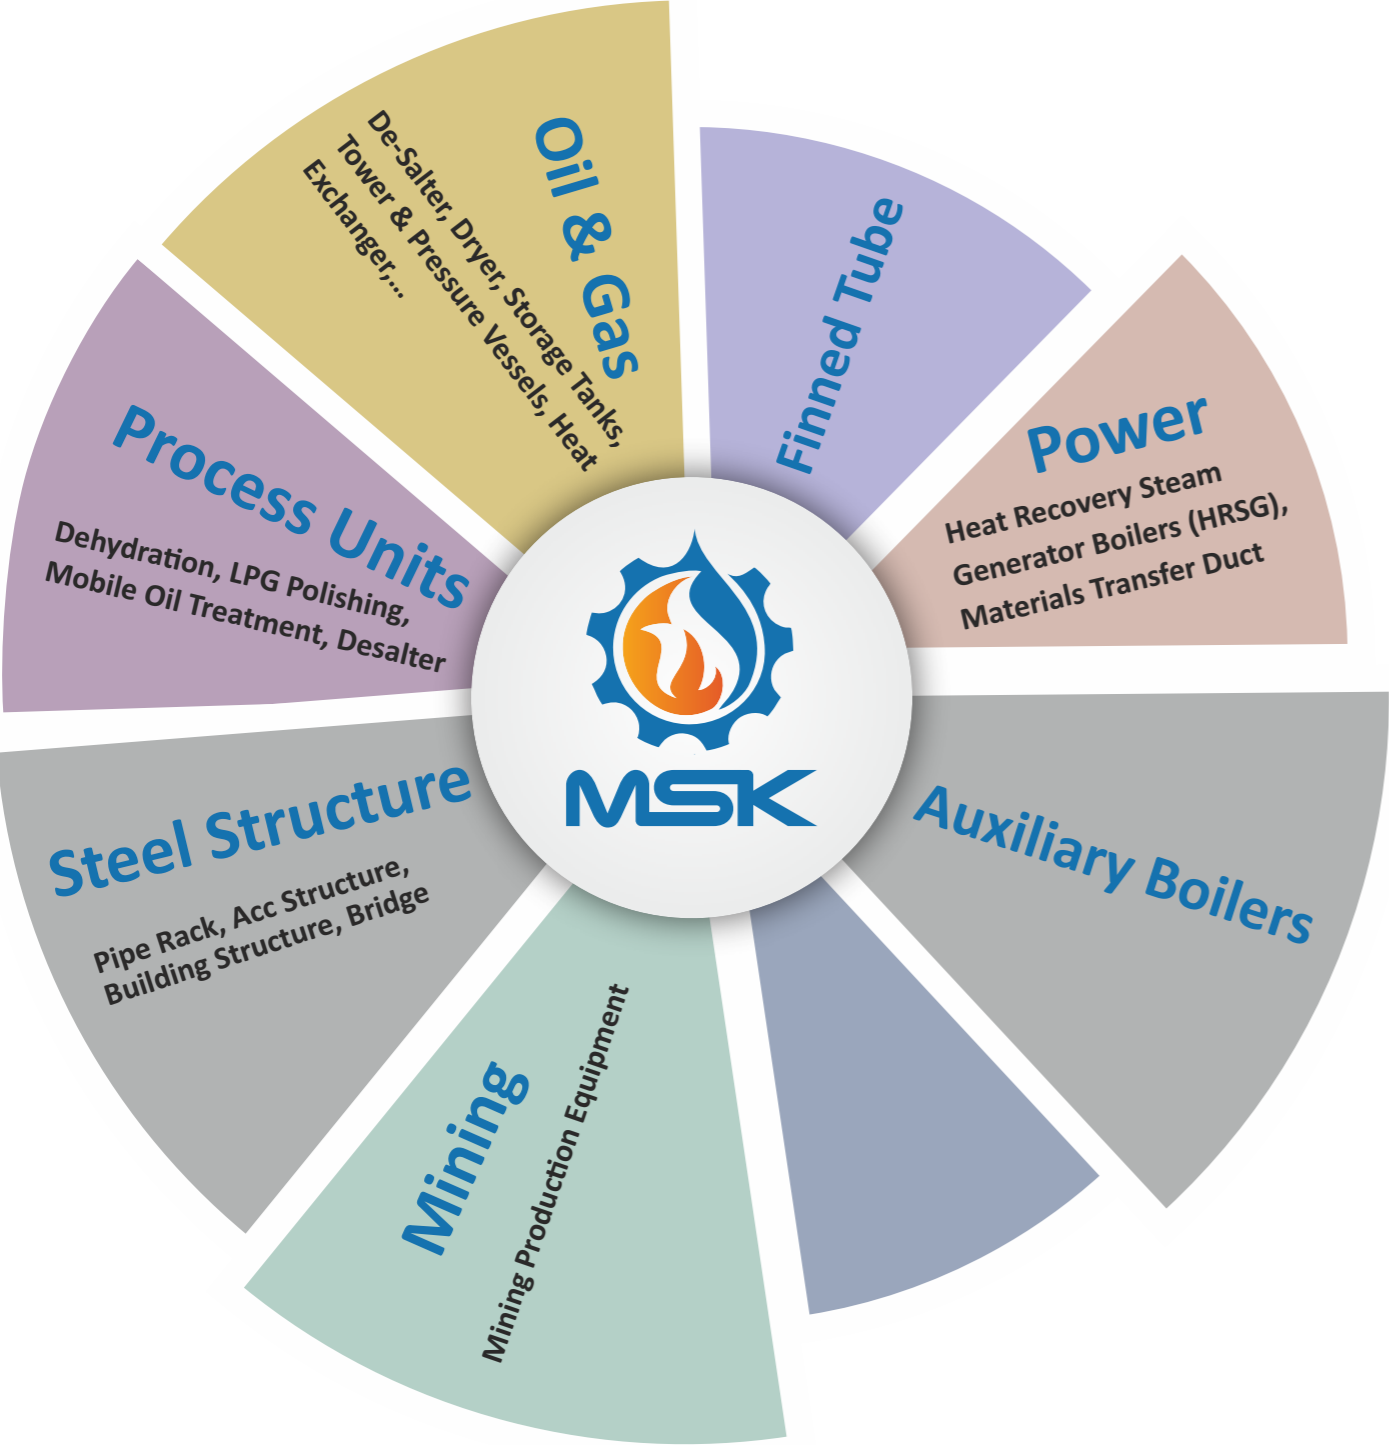 Oil & Gas
De-Salter, Dryer, Storage Tanks,
Tower & Pressure Vessels, Heat
Exchanger,...
Finned Tube
Power
Heat Recovery Steam
Generator Boilers (HRSG),
Materials Transfer Duct
Auxiliary Boilers
Mining
Mining Production Equipment
Steel Structure
Pipe Rack, Acc Structure,
Building Structure, Bridge
Process Units
Dehydration, LPG Polishing,
Mobile Oil Treatment, Desalter
MSK